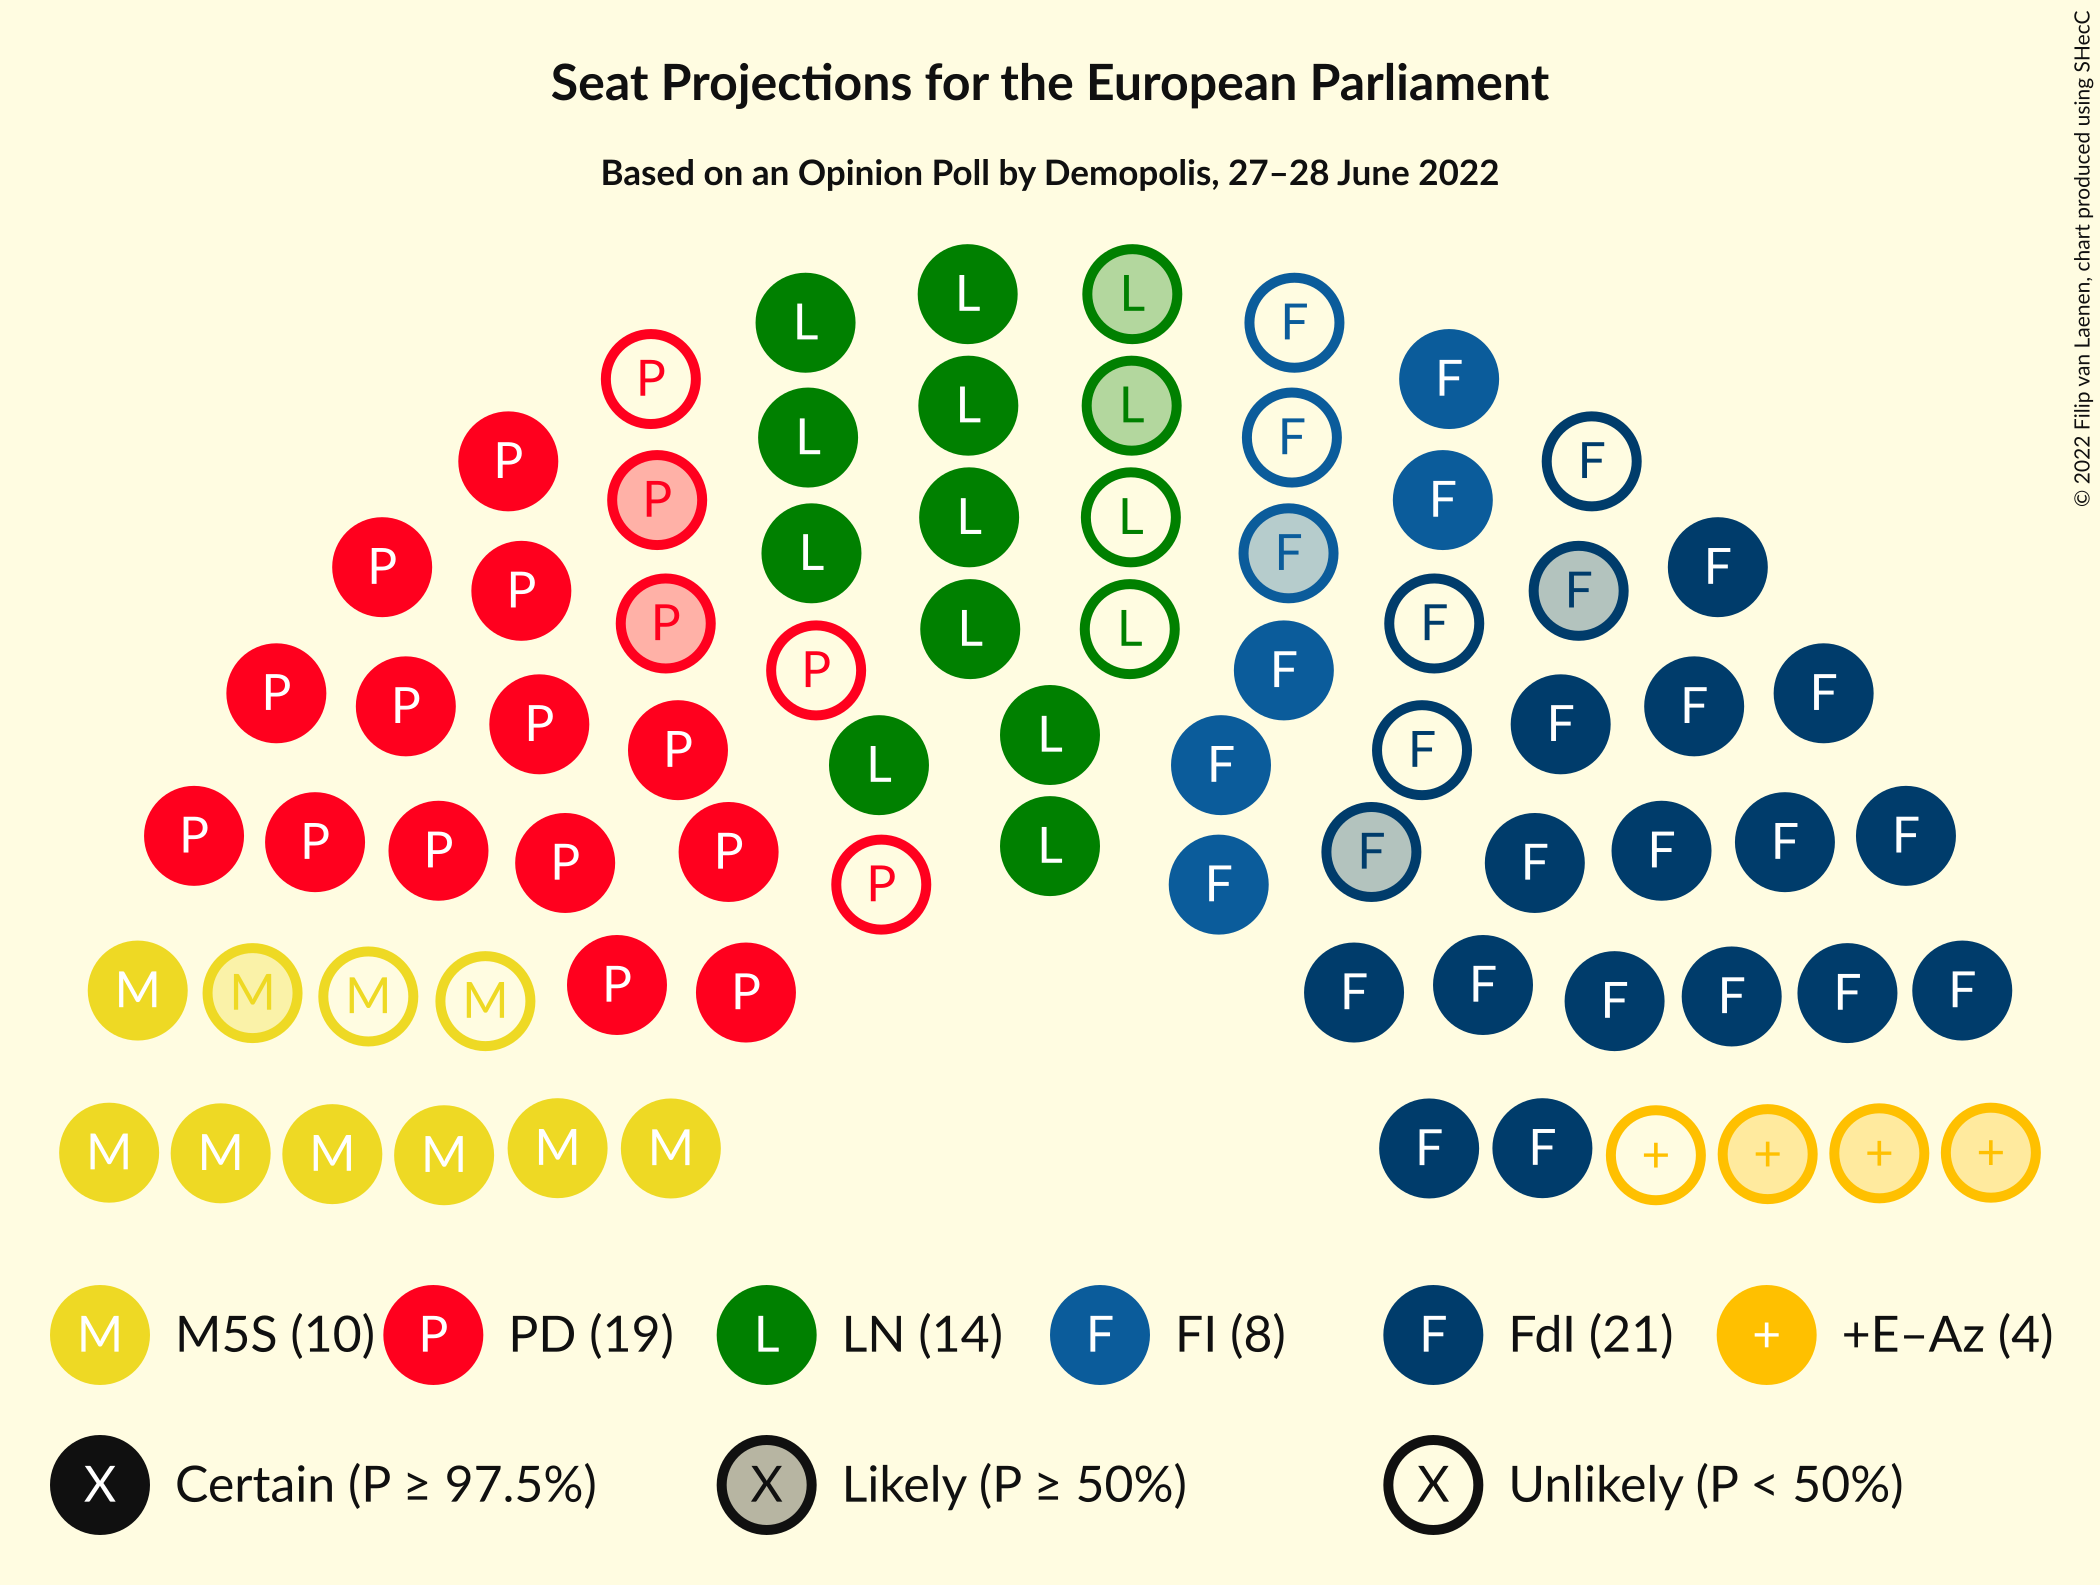 Seat Projections for the European Parliament
Based on an Opinion Poll by Demopolis, 27–28 June 2022
© 2022 Filip van Laenen, chart produced using SHecC
L L
L F
P P F
L L
L F
P F
P F
L L
P F
L F
P F
P F
P F
L L
P F
P F
P F
P P F F
P P F F
L
L F
P P P P F F F F
L
P P F
P F
M M M M P P F F F F F F
M M M M M M F F + + + +
M M5S (10) P PD (19) L LN (14) F FI (8) F FdI (21) + +E–Az (4)
X Certain (P ≥ 97.5%) X Likely (P ≥ 50%) X Unlikely (P < 50%)